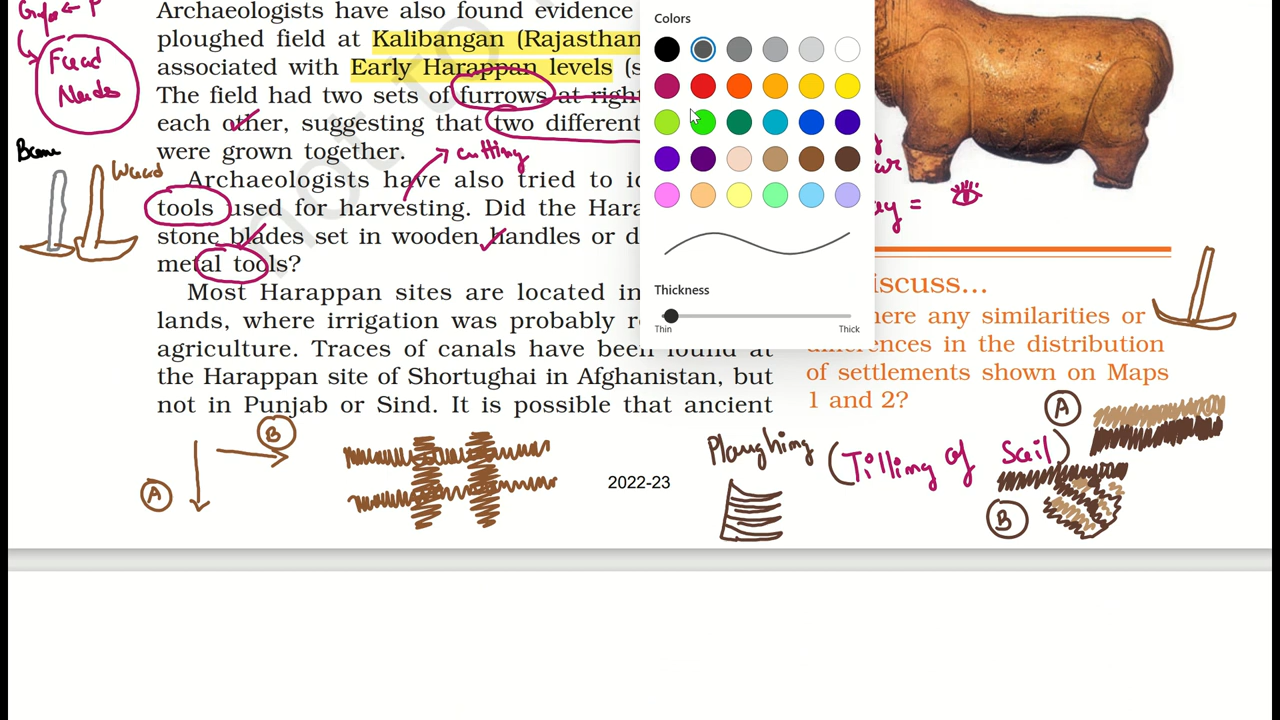 Archaeologists have also found evidence
ploughed field at Kalibangan (Rajasthan
associated with Early Harappan levels (s
The field had two sets of furrows at right
each other, suggesting that two different
were grown together.
Archaeologists have also tried to id
tools used for harvesting. Did the Hara
stone blades set in wooden handles or d
metal tools?
Most Harappan sites are located in
lands, where irrigation was probably r
agriculture. Traces of canals have been found at
the Harappan site of Shortughai in Afghanistan, but
not in Punjab or Sind. It is possible that ancient
2022-23
Food
Needs
Wood
cutting
A
B
Colors
Thickness
Thin
Thick
iscuss...
here any similarities or
differences in the distribution
of settlements shown on Maps
1 and 2?
Ploughing (Tilling of Soil)
A
B